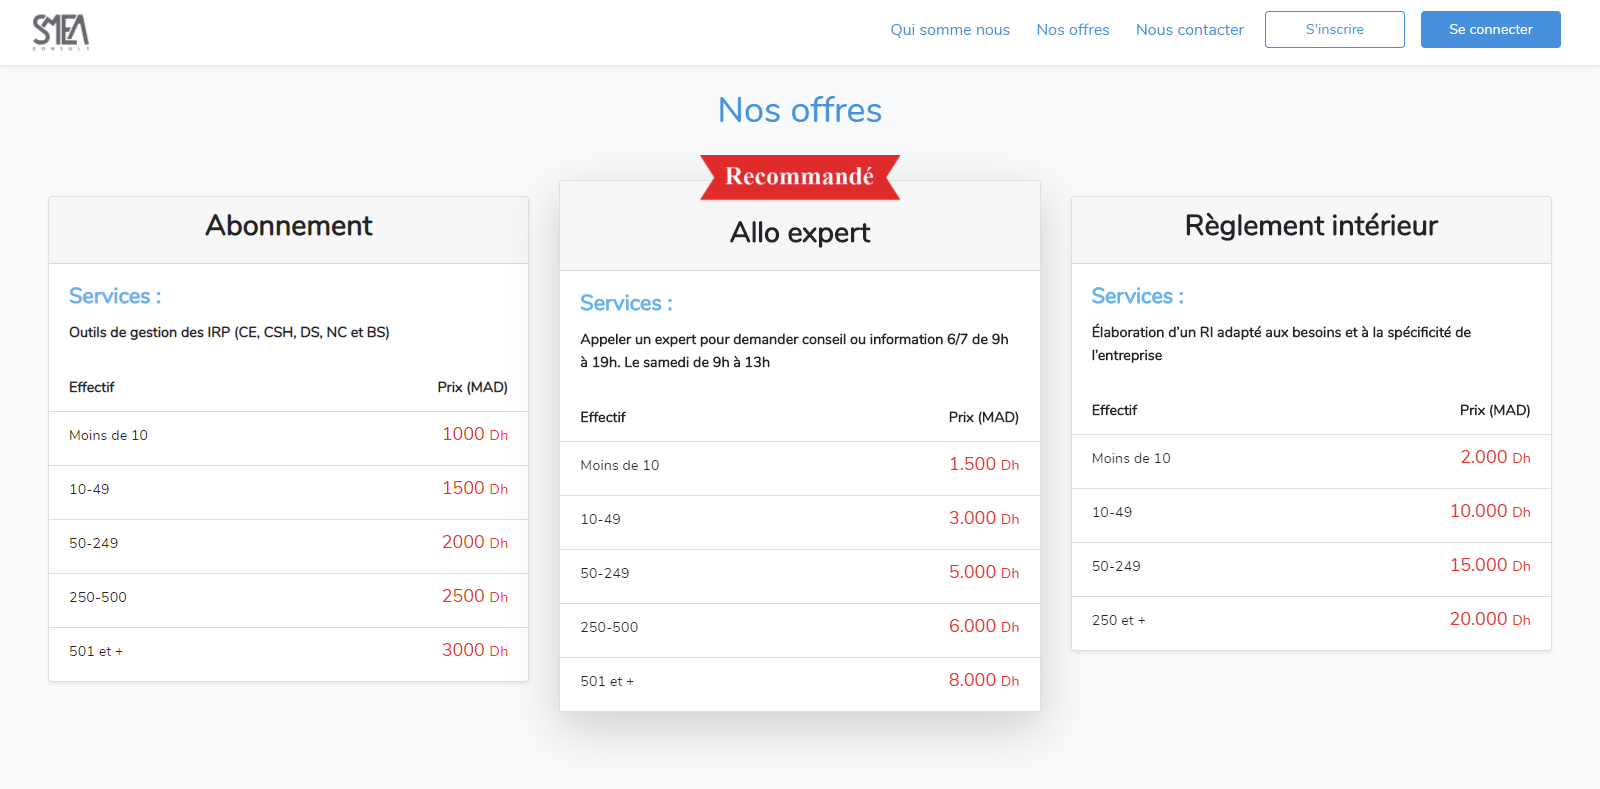 SMEA
CONSULT
Qui somme nous
Nos offres
Nous contacter
S'inscrire
Se connecter
Nos offres
Abonnement
Services :
Outils de gestion des IRP (CE, CSH, DS, NC et BS)
Effectif Prix (MAD)
Moins de 10 1000 Dh
10-49 1500 Dh
50-249 2000 Dh
250-500 2500 Dh
501 et + 3000 Dh
Recommandé
Allo expert
Services :
Appeler un expert pour demander conseil ou information 6/7 de 9h
à 19h. Le samedi de 9h à 13h
Effectif Prix (MAD)
Moins de 10 1.500 Dh
10-49 3.000 Dh
50-249 5.000 Dh
250-500 6.000 Dh
501 et + 8.000 Dh
Règlement intérieur
Services :
Élaboration d’un RI adapté aux besoins et à la spécificité de
l’entreprise
Effectif Prix (MAD)
Moins de 10 2.000 Dh
10-49 10.000 Dh
50-249 15.000 Dh
250 et + 20.000 Dh